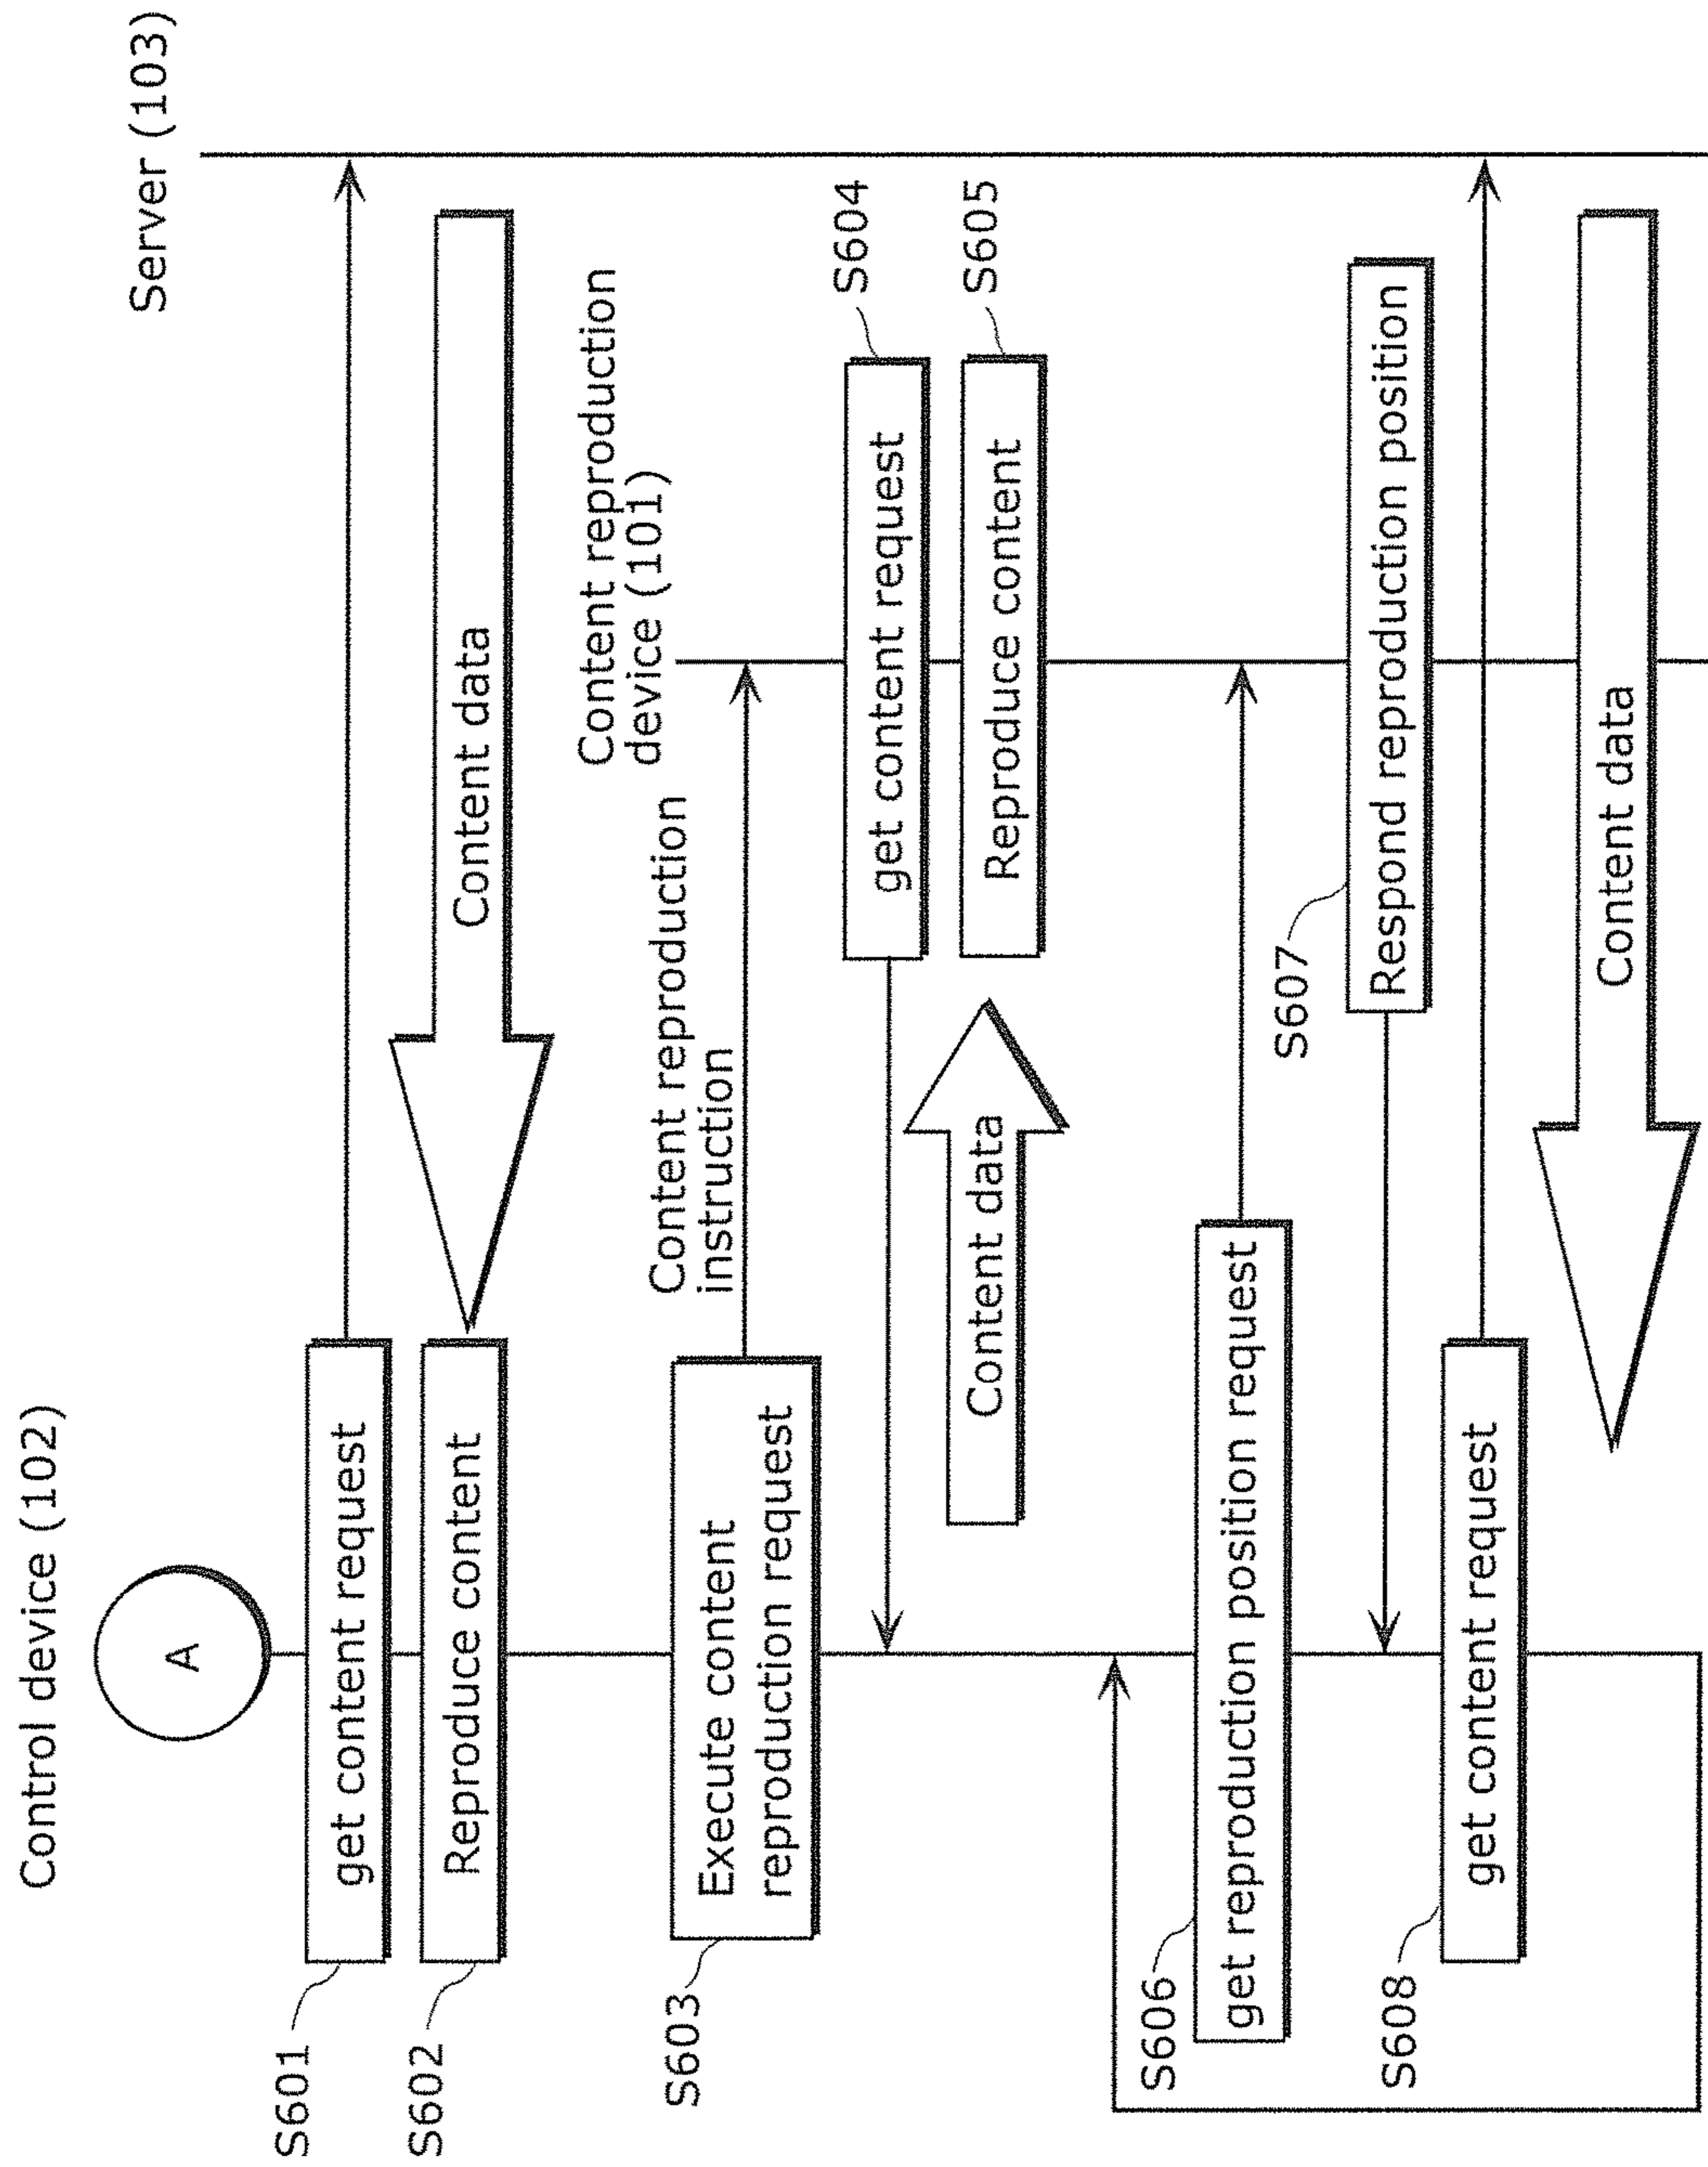 Control device (102)
Server (103)
A
S601
get content request
S602
Reproduce content
Content data
Content reproduction
device (101)
S603
Execute content
reproduction request
Content reproduction
instruction
get content request
S604
Content data
Reproduce content
S605
S606
get reproduction position request
S607
Respond reproduction position
S608
get content request
Content data